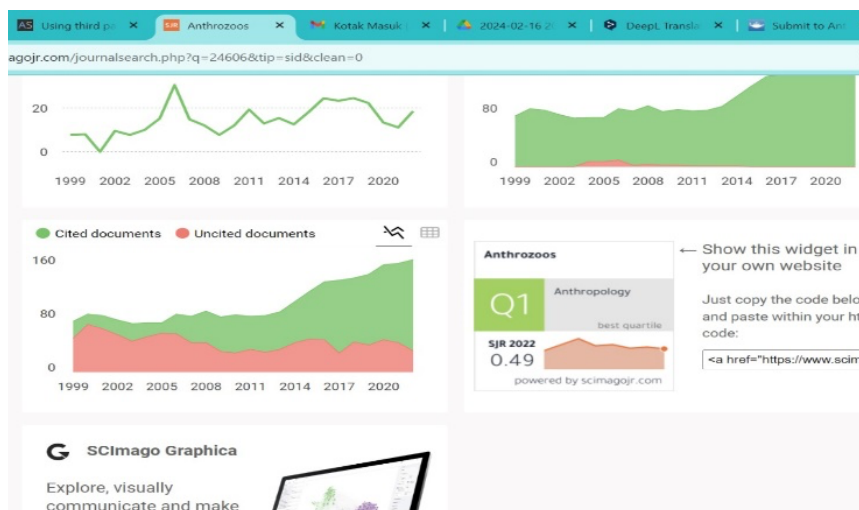 Using third pa
Anthrozoos
Kotak Masuk
2024-02-16 2
DeepL Transla
Submit to Ant
agojr.com/journalsearch.php?q=24606&tip=sid&clean=0
20
0
1999 2002 2005 2008 2011 2014 2017 2020
80
0
1999 2002 2005 2008 2011 2014 2017 2020
Cited documents Uncited documents
160
80
0
1999 2002 2005 2008 2011 2014 2017 2020
Anthrozoos
Q1
Anthropology
best quartile
SJR 2022
0.49
powered by scimagojr.com
← Show this widget in
your own website
Just copy the code belo
and paste within your ht
code:
<a href="https://www.scim
SCImago Graphica
Explore, visually
communicate and make